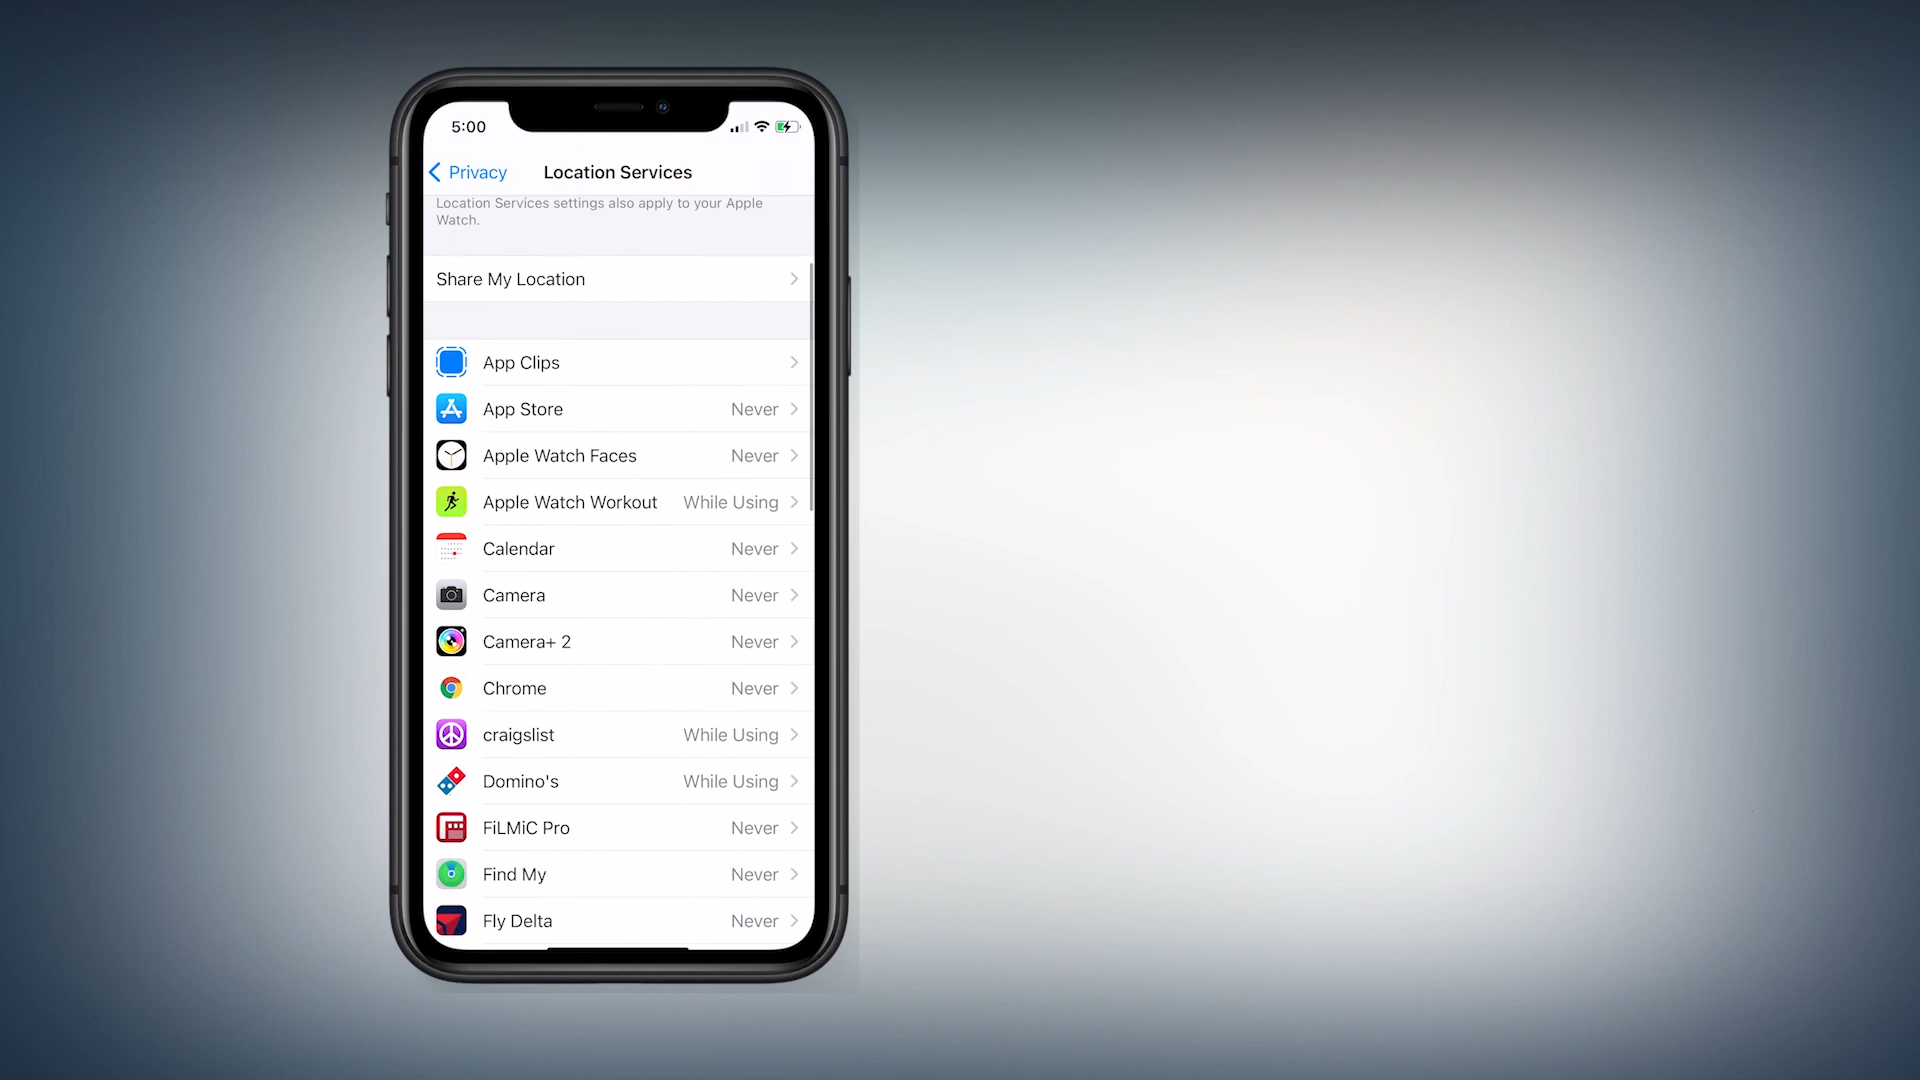 5:00
Privacy
Location Services
Location Services settings also apply to your Apple
Watch.
Share My Location
App Clips
App Store Never
Apple Watch Faces Never
Apple Watch Workout While Using
Calendar Never
Camera Never
Camera+ 2 Never
Chrome Never
craigslist While Using
Domino's While Using
FiLMiC Pro Never
Find My Never
Fly Delta Never